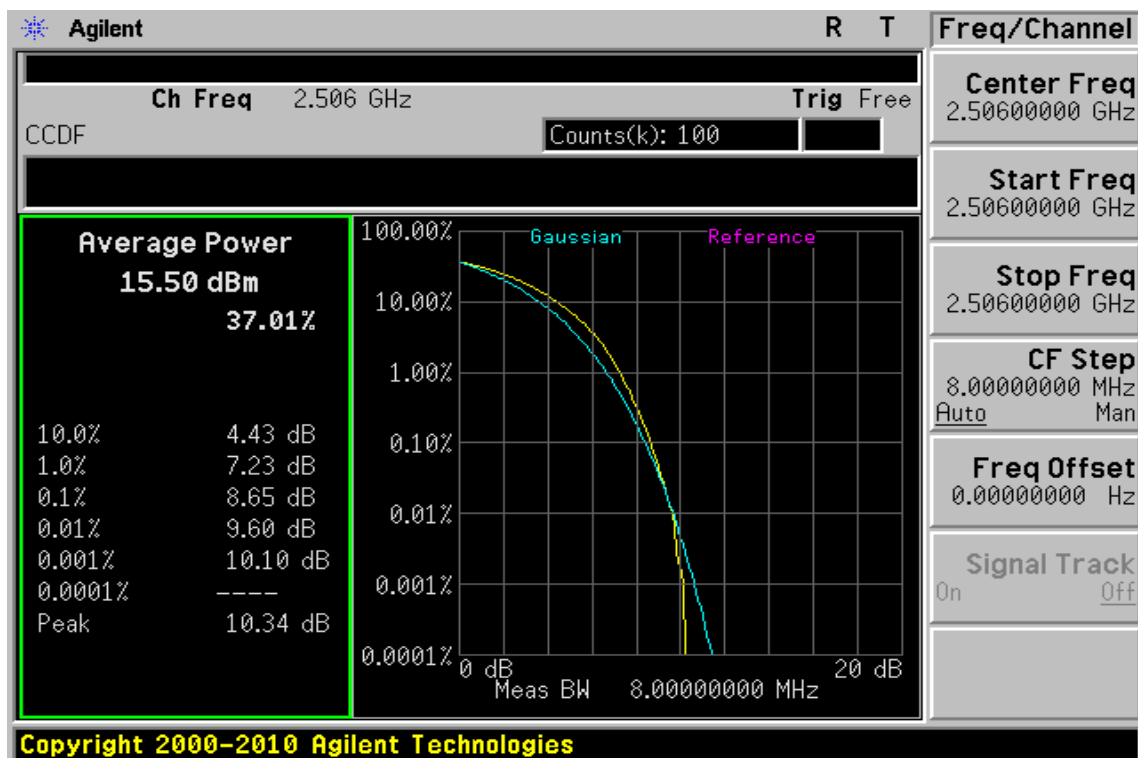 Agilent R T
Ch Freq 2.506 GHz Trig Free
CCDF
Counts(k): 100
Average Power
15.50 dBm
37.01%
10.0% 4.43 dB
1.0% 7.23 dB
0.1% 8.65 dB
0.01% 9.60 dB
0.001% 10.10 dB
0.0001% ----
Peak 10.34 dB
Gaussian Reference
100.00%
10.00%
1.00%
0.10%
0.01%
0.001%
0.0001%
0 dB 20 dB
Meas BW 8.00000000 MHz
Freq/Channel
Center Freq
2.50600000 GHz
Start Freq
2.50600000 GHz
Stop Freq
2.50600000 GHz
CF Step
8.00000000 MHz
Auto Man
Freq Offset
0.00000000 Hz
Signal Track
On Off
Copyright 2000-2010 Agilent Technologies